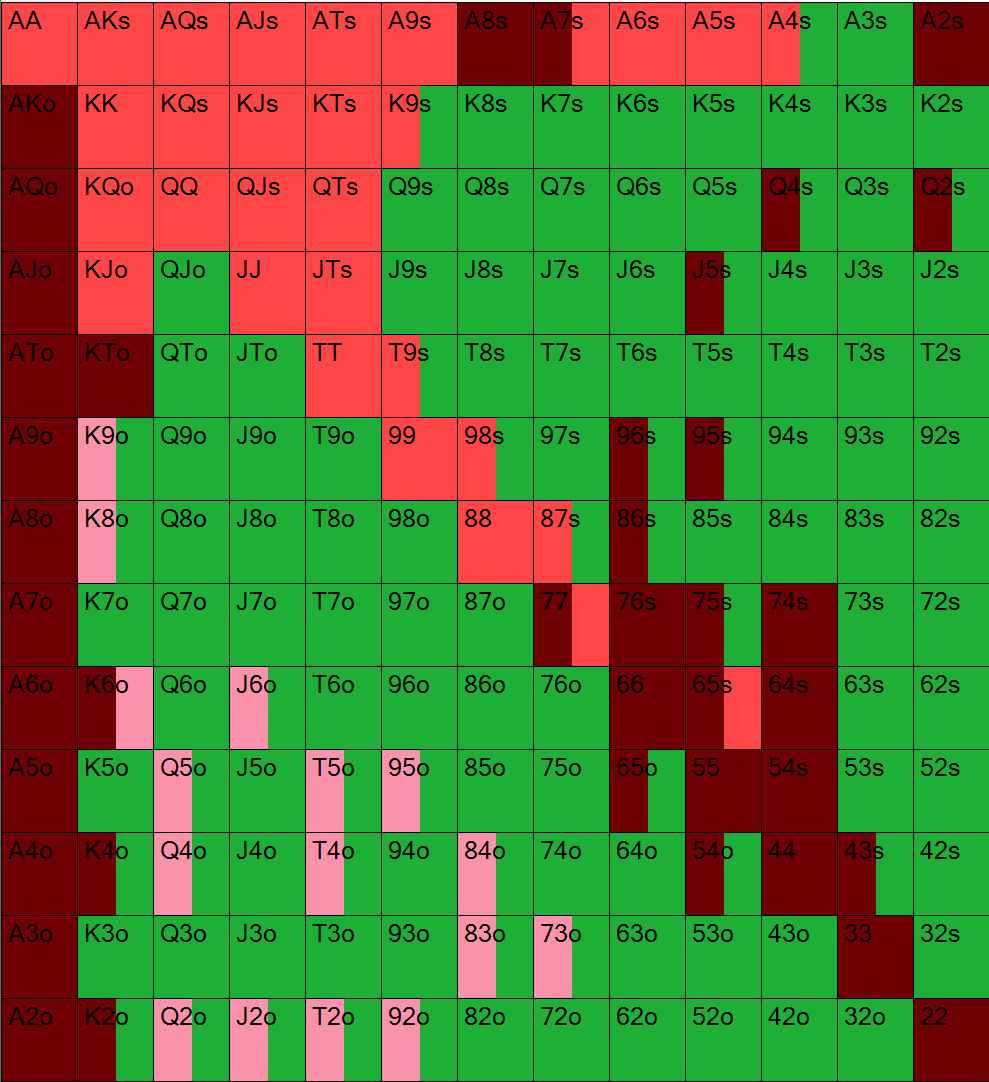 AA AKs AQs AJs ATs A9s A8s A7s A6s A5s A4s A3s A2s
AKo KK KQs KJs KTs K9s K8s K7s K6s K5s K4s K3s K2s
AQo KQo QQ QJs QTs Q9s Q8s Q7s Q6s Q5s Q4s Q3s Q2s
AJo KJo QJo JJ JTs J9s J8s J7s J6s J5s J4s J3s J2s
ATo KTo QTo JTo TT T9s T8s T7s T6s T5s T4s T3s T2s
A9o K9o Q9o J9o T9o 99 98s 97s 96s 95s 94s 93s 92s
A8o K8o Q8o J8o T8o 98o 88 87s 86s 85s 84s 83s 82s
A7o K7o Q7o J7o T7o 97o 87o 77 76s 75s 74s 73s 72s
A6o K6o Q6o J6o T6o 96o 86o 76o 66 65s 64s 63s 62s
A5o K5o Q5o J5o T5o 95o 85o 75o 65o 55 54s 53s 52s
A4o K4o Q4o J4o T4o 94o 84o 74o 64o 54o 44 43s 42s
A3o K3o Q3o J3o T3o 93o 83o 73o 63o 53o 43o 33 32s
A2o K2o Q2o J2o T2o 92o 82o 72o 62o 52o 42o 32o 22